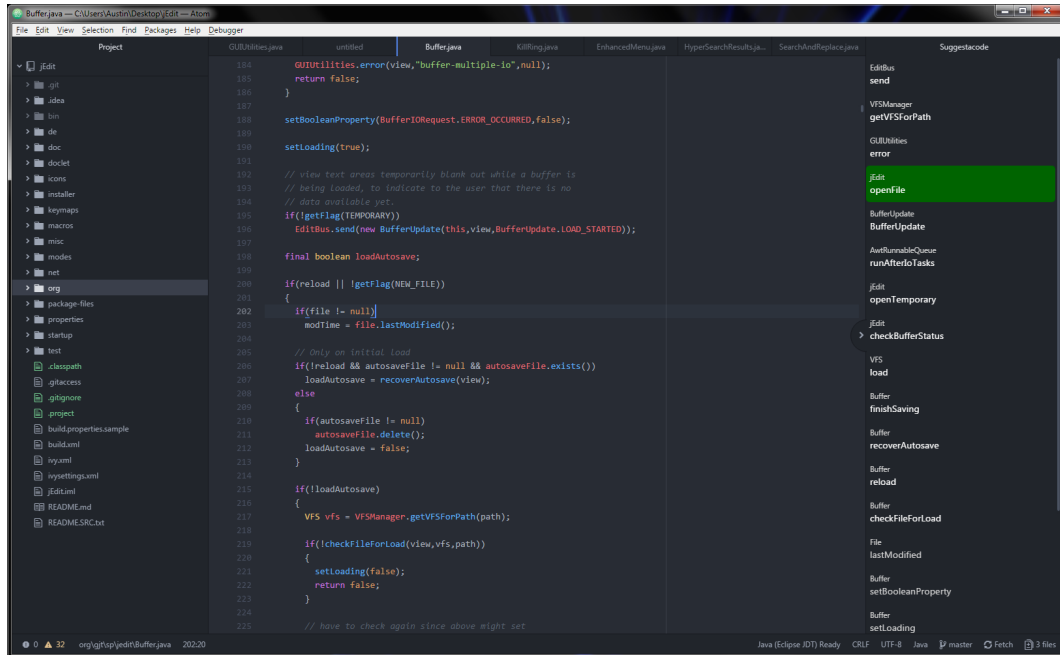 Buffer.java — C:\Users\Austin\Desktop\jEdit — Atom
File Edit View Selection Find Packages Help Debugger
Project
jEdit
.git
.idea
bin
de
doc
doclet
icons
installer
keymaps
macros
misc
modes
net
org
package-files
properties
startup
test
.classpath
.gitaccess
.gitignore
.project
build.properties.sample
build.xml
ivy.xml
ivysettings.xml
jEdit.iml
README.md
README.SRC.txt
GUIUtilities.java untitled Buffer.java KillRing.java EnhancedMenu.java HyperSearchResults.ja... SearchAndReplace.java
184 GUIUtilities.error(view,"buffer-multiple-io",null);
185 return false;
186 }
187
188 setBooleanProperty(BufferIORequest.ERROR_OCCURRED,false);
189
190 setLoading(true);
191
192 // view text areas temporarily blank out while a buffer is
193 // being loaded, to indicate to the user that there is no
194 // data available yet.
195 if(!getFlag(TEMPORARY))
196 EditBus.send(new BufferUpdate(this,view,BufferUpdate.LOAD_STARTED));
197
198 final boolean loadAutosave;
199
200 if(reload || !getFlag(NEW_FILE))
201 {
202 if(file != null)
203 modTime = file.lastModified();
204
205 // Only on initial load
206 if(!reload && autosaveFile != null && autosaveFile.exists())
207 loadAutosave = recoverAutosave(view);
208 else
209 {
210 if(autosaveFile != null)
211 autosaveFile.delete();
212 loadAutosave = false;
213 }
214
215 if(!loadAutosave)
216 {
217 VFS vfs = VFSManager.getVFSForPath(path);
218
219 if(!checkFileForLoad(view,vfs,path))
220 {
221 setLoading(false);
222 return false;
223 }
224
225 // have to check again since above might set
Suggestacode
EditBus
send
VFSManager
getVFSForPath
GUIUtilities
error
jEdit
openFile
BufferUpdate
BufferUpdate
AwtRunnableQueue
runAfterIoTasks
jEdit
openTemporary
jEdit
checkBufferStatus
VFS
load
Buffer
finishSaving
Buffer
recoverAutosave
Buffer
reload
Buffer
checkFileForLoad
File
lastModified
Buffer
setBooleanProperty
Buffer
setLoading
0 32 org\gjt\sp\jedit\Buffer.java 202:20 Java (Eclipse JDT) Ready CRLF UTF-8 Java master Fetch 3 files